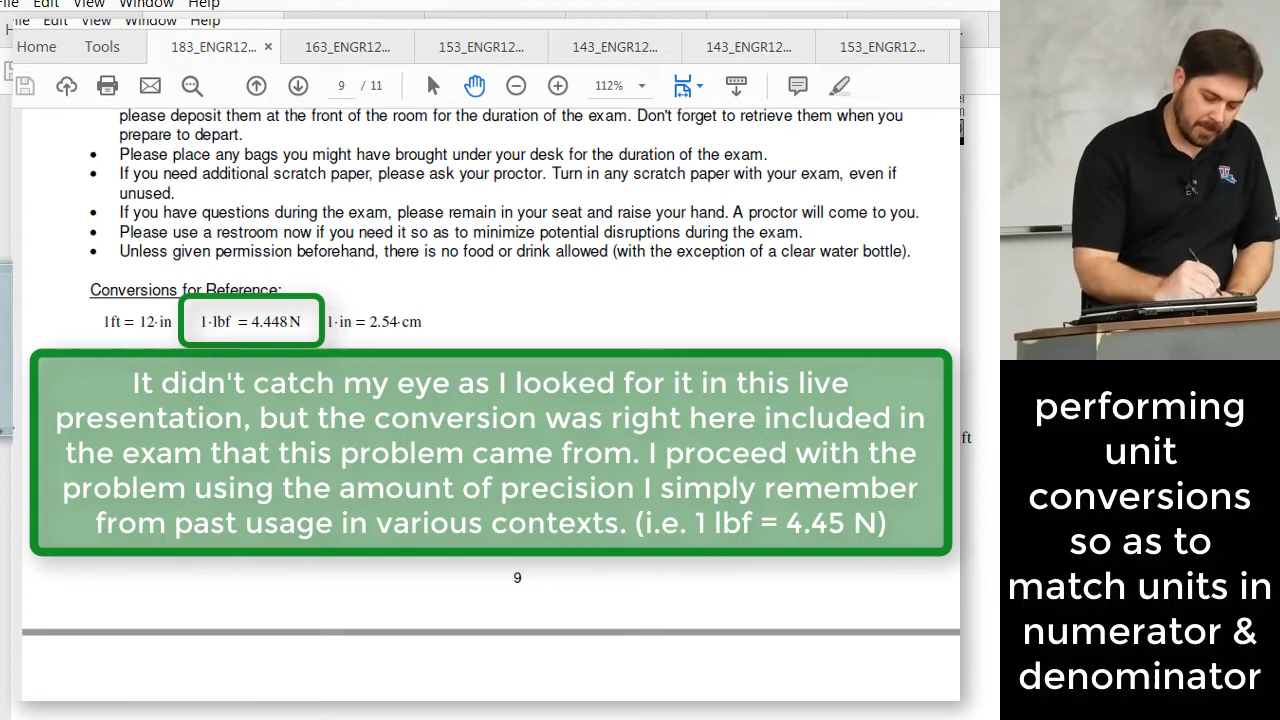 File Edit View Window Help
File Edit View Window Help
Home Tools 183_ENGR12... × 163_ENGR12... 153_ENGR12... 143_ENGR12... 143_ENGR12... 153_ENGR12...
9 / 11 112%
please deposit them at the front of the room for the duration of the exam. Don't forget to retrieve them when you
prepare to depart.
• Please place any bags you might have brought under your desk for the duration of the exam.
• If you need additional scratch paper, please ask your proctor. Turn in any scratch paper with your exam, even if
unused.
• If you have questions during the exam, please remain in your seat and raise your hand. A proctor will come to you.
• Please use a restroom now if you need it so as to minimize potential disruptions during the exam.
• Unless given permission beforehand, there is no food or drink allowed (with the exception of a clear water bottle).
Conversions for Reference:
1ft = 12·in 1·lbf = 4.448N 1·in = 2.54·cm
It didn't catch my eye as I looked for it in this live
presentation, but the conversion was right here included in
the exam that this problem came from. I proceed with the
problem using the amount of precision I simply remember
from past usage in various contexts. (i.e. 1 lbf = 4.45 N)
ft
9
performing
unit
conversions
so as to
match units in
numerator &
denominator